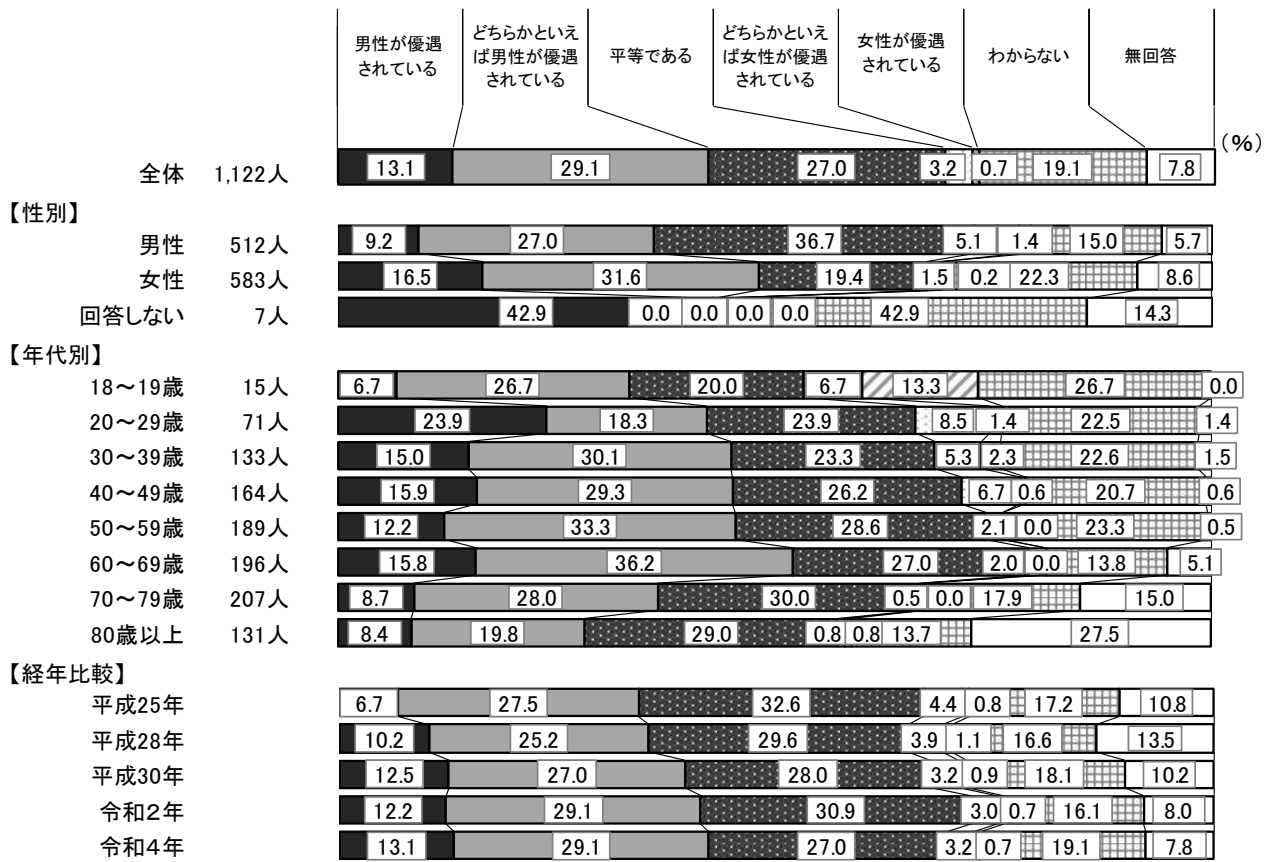 男性が優遇
されている
どちらかといえ
ば男性が優遇
されている
平等である
どちらかといえ
ば女性が優遇
されている
女性が優遇
されている
わからない
無回答
(%)
全体 1,122人 13.1 29.1 27.0 3.2 0.7 19.1 7.8
【性別】
男性 512人 9.2 27.0 36.7 5.1 1.4 15.0 5.7
女性 583人 16.5 31.6 19.4 1.5 0.2 22.3 8.6
回答しない 7人 42.9 0.0 0.0 0.0 0.0 42.9 14.3
【年代別】
18～19歳 15人 6.7 26.7 20.0 6.7 13.3 26.7 0.0
20～29歳 71人 23.9 18.3 23.9 8.5 1.4 22.5 1.4
30～39歳 133人 15.0 30.1 23.3 5.3 2.3 22.6 1.5
40～49歳 164人 15.9 29.3 26.2 6.7 0.6 20.7 0.6
50～59歳 189人 12.2 33.3 28.6 2.1 0.0 23.3 0.5
60～69歳 196人 15.8 36.2 27.0 2.0 0.0 13.8 5.1
70～79歳 207人 8.7 28.0 30.0 0.5 0.0 17.9 15.0
80歳以上 131人 8.4 19.8 29.0 0.8 0.8 13.7 27.5
【経年比較】
平成25年 6.7 27.5 32.6 4.4 0.8 17.2 10.8
平成28年 10.2 25.2 29.6 3.9 1.1 16.6 13.5
平成30年 12.5 27.0 28.0 3.2 0.9 18.1 10.2
令和2年 12.2 29.1 30.9 3.0 0.7 16.1 8.0
令和4年 13.1 29.1 27.0 3.2 0.7 19.1 7.8